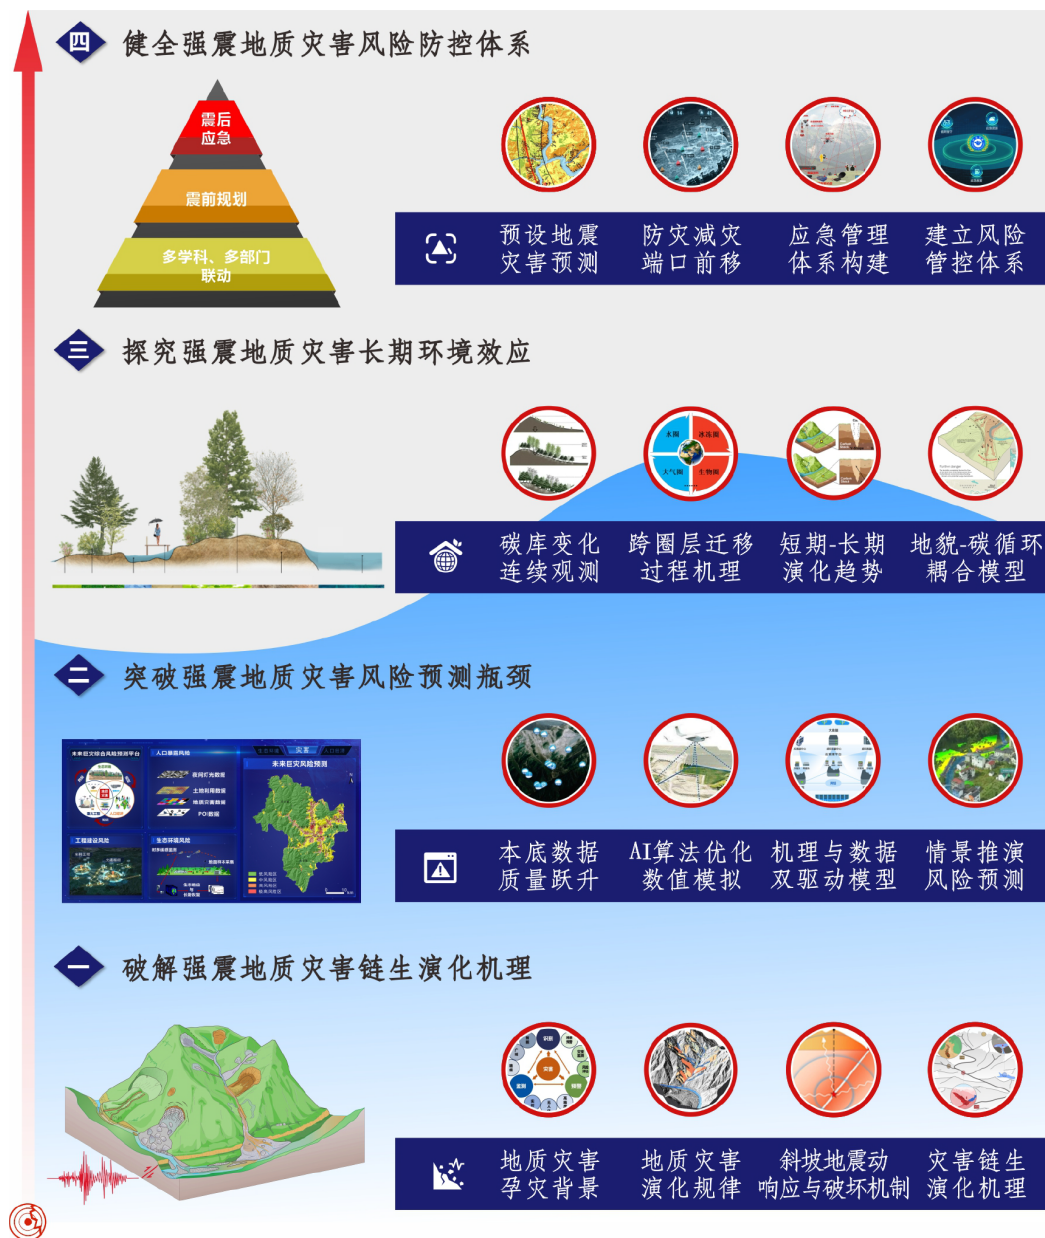 四
健全强震地质灾害风险防控体系
震后
应急
震前规划
多学科、多部门
联动
预设地震
灾害预测
防灾减灾
端口前移
应急管理
体系构建
建立风险
管控体系
三
探究强震地质灾害长期环境效应
水圈
冰冻圈
大气圈
生物圈
碳库变化
连续观测
跨圈层迁移
过程机理
短期-长期
演化趋势
地貌-碳循环
耦合模型
二
突破强震地质灾害风险预测瓶颈
未来巨灾综合风险预测平台
人口暴露风险
灾害
未来巨灾风险预测
夜间灯光数据
土地利用数据
地质灾害数据
POI数据
工程建设风险
生态环境风险
本底数据
质量跃升
AI算法优化
数值模拟
机理与数据
双驱动模型
情景推演
风险预测
一
破解强震地质灾害链生演化机理
识别
灾害
监测
预警
地质灾害
孕灾背景
地质灾害
演化规律
斜坡地震动
响应与破坏机制
灾害链生
演化机理